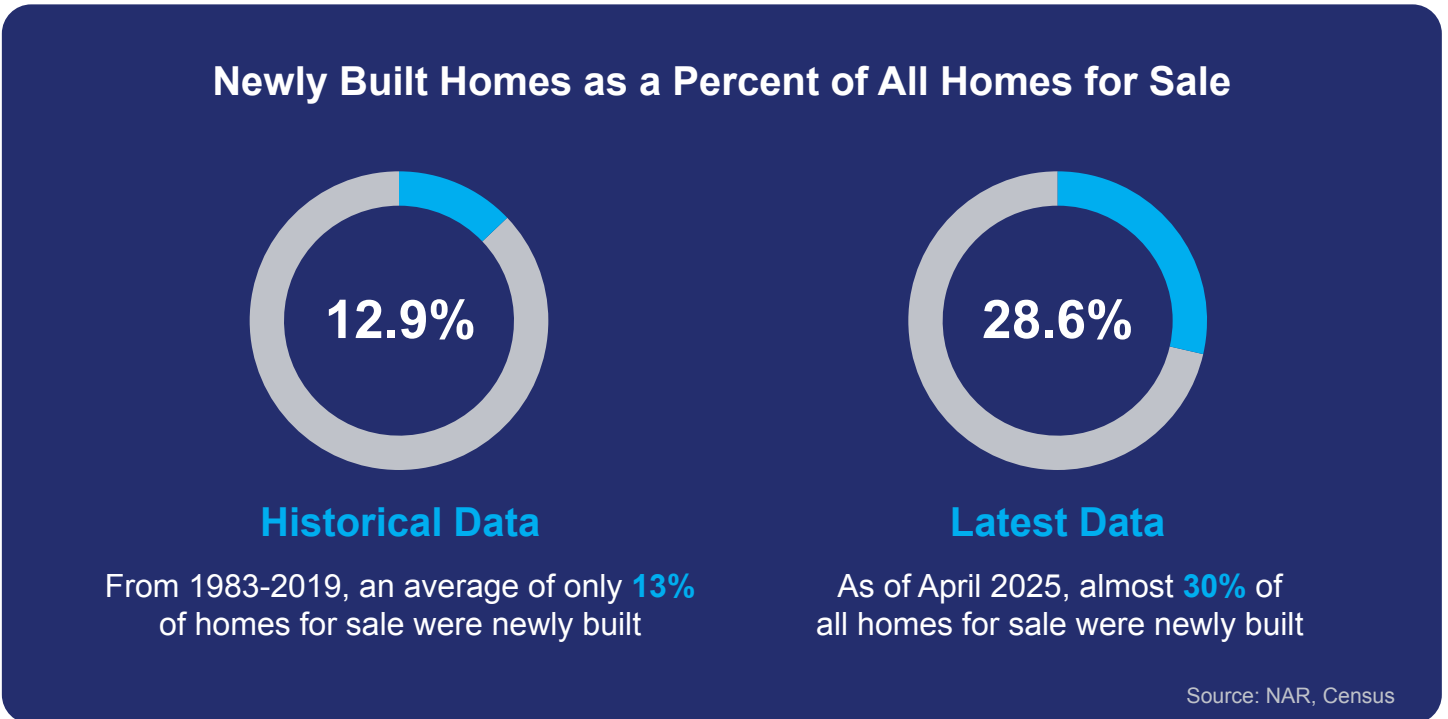 Newly Built Homes as a Percent of All Homes for Sale
12.9%
Historical Data
From 1983-2019, an average of only 13%
of homes for sale were newly built
28.6%
Latest Data
As of April 2025, almost 30% of
all homes for sale were newly built
Source: NAR, Census